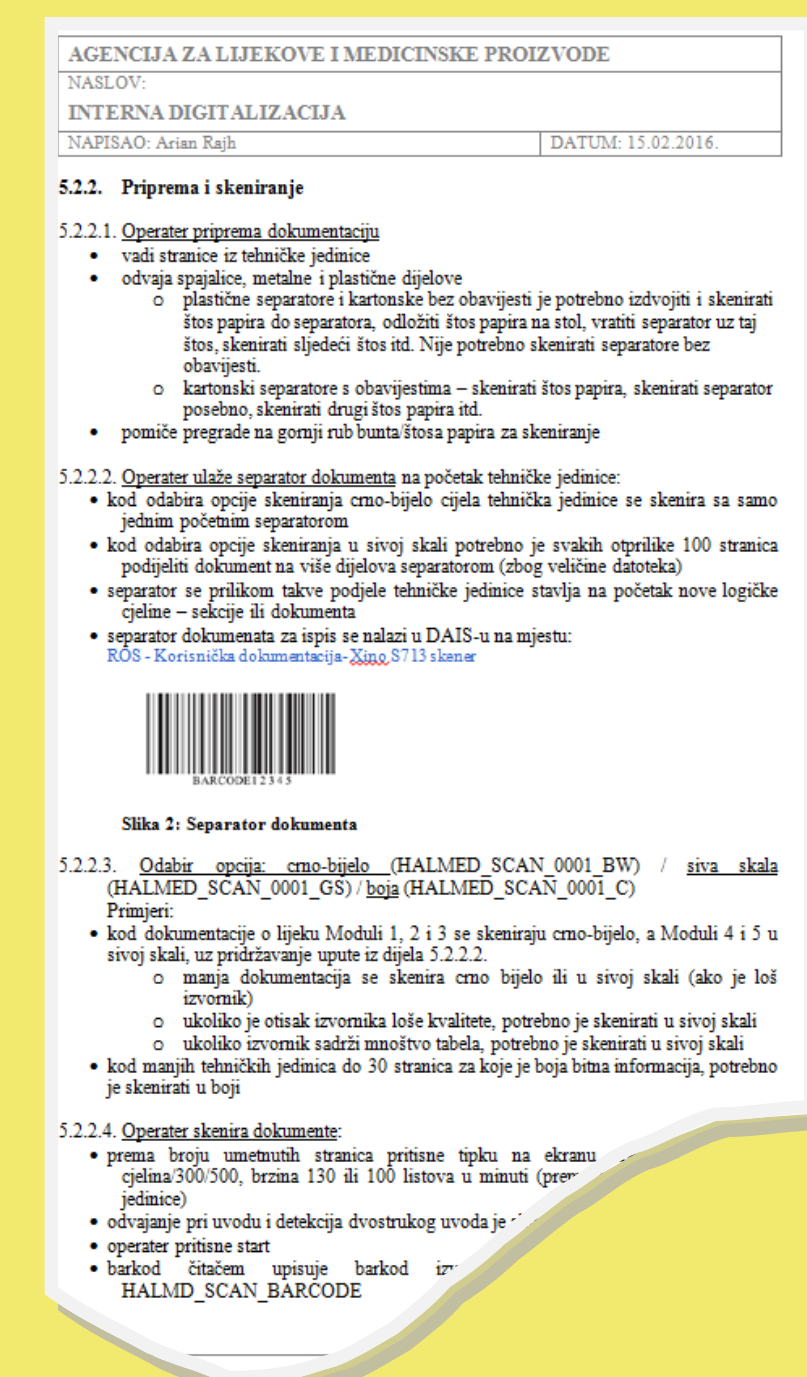 AGENCIJA ZA LIJEKOVE I MEDICINSKE PROIZVODE
NASLOV:
INTERNA DIGITALIZACIJA
NAPISAO: Arian Rajh DATUM: 15.02.2016.
5.2.2. Priprema i skeniranje
5.2.2.1. Operater priprema dokumentaciju
• vadi stranice iz tehničke jedinice
• odvaja spajalice, metalne i plastične dijelove
o plastične separatore i kartonske bez obavijesti je potrebno izdvojiti i skenirati
štos papira do separatora, odložiti štos papira na stol, vratiti separator uz taj
štos, skenirati sljedeći štos itd. Nije potrebno skenirati separatore bez
obavijesti.
o kartonski separatore s obavijestima – skenirati štos papira, skenirati separator
posebno, skenirati drugi štos papira itd.
• pomiče pregrade na gornji rub bunta/štosa papira za skeniranje
5.2.2.2. Operater ulaže separator dokumenta na početak tehničke jedinice:
• kod odabira opcije skeniranja crno-bijelo cijela tehnička jedinice se skenira sa samo
jednim početnim separatorom
• kod odabira opcije skeniranja u sivoj skali potrebno je svakih otprilike 100 stranica
podijeliti dokument na više dijelova separatorom (zbog veličine datoteka)
• separator se prilikom takve podjele tehničke jedinice stavlja na početak nove logičke
cjeline – sekcije ili dokumenta
• separator dokumenata za ispis se nalazi u DAIS-u na mjestu:
ROS - Korisnička dokumentacija- Xino S713 skener
BARCODE12345
Slika 2: Separator dokumenta
5.2.2.3. Odabir opcija: crno-bijelo (HALMED_SCAN_0001_BW) / siva skala
(HALMED_SCAN_0001_GS) / boja (HALMED_SCAN_0001_C)
Primjeri:
• kod dokumentacije o lijeku Moduli 1, 2 i 3 se skeniraju crno-bijelo, a Moduli 4 i 5 u
sivoj skali, uz pridržavanje upute iz dijela 5.2.2.2.
o manja dokumentacija se skenira crno bijelo ili u sivoj skali (ako je loš
izvornik)
o ukoliko je otisak izvornika loše kvalitete, potrebno je skenirati u sivoj skali
o ukoliko izvornik sadrži mnoštvo tabela, potrebno je skenirati u sivoj skali
• kod manjih tehničkih jedinica do 30 stranica za koje je boja bitna informacija, potrebno
je skenirati u boji
5.2.2.4. Operater skenira dokumente:
• prema broju umetnutih stranica pritisne tipku na ekranu
cjelina/300/500, brzina 130 ili 100 listova u minuti
jedinice)
• odvajanje pri uvodu i detekcija dvostrukog uvoda je
• operater pritisne start
• barkod čitačem upisuje barkod
HALMD_SCAN_BARCODE